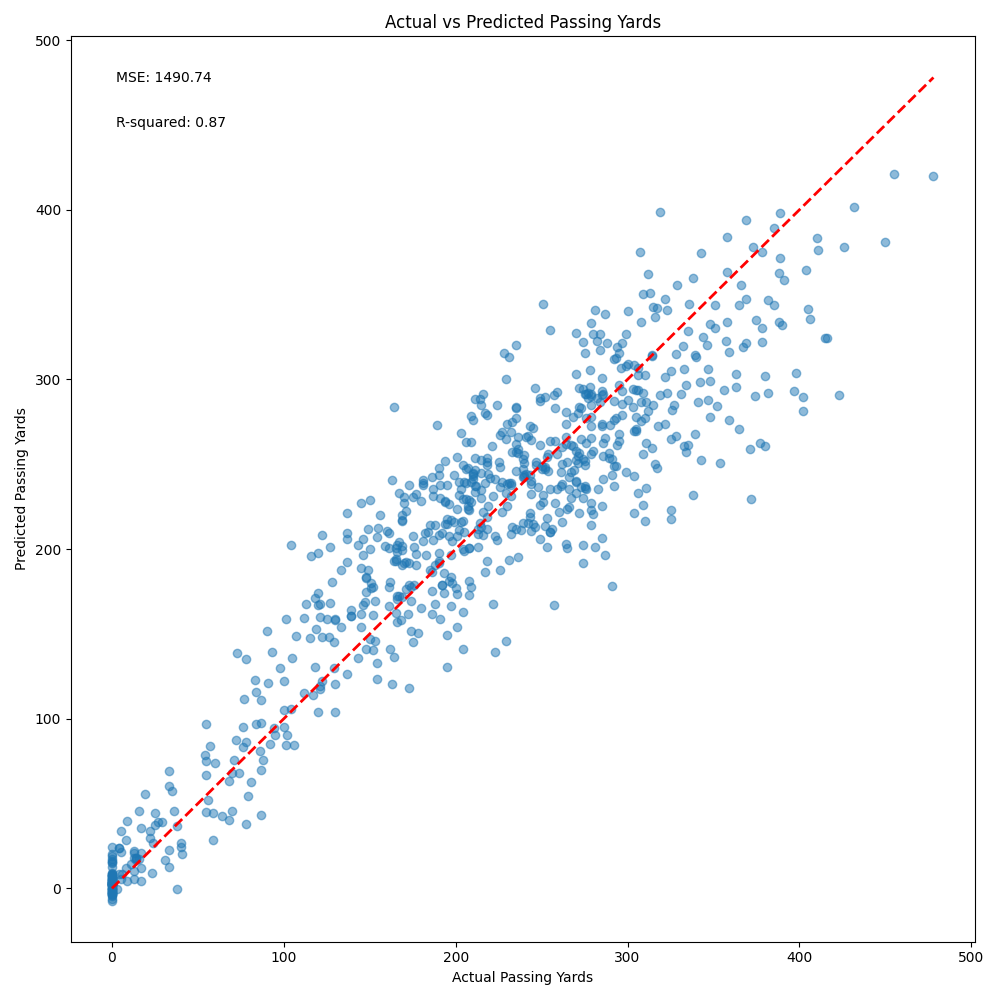 Actual vs Predicted Passing Yards
500
MSE: 1490.74
R-squared: 0.87
400
300
200
100
0
Predicted Passing Yards
0 100 200 300 400 500
Actual Passing Yards